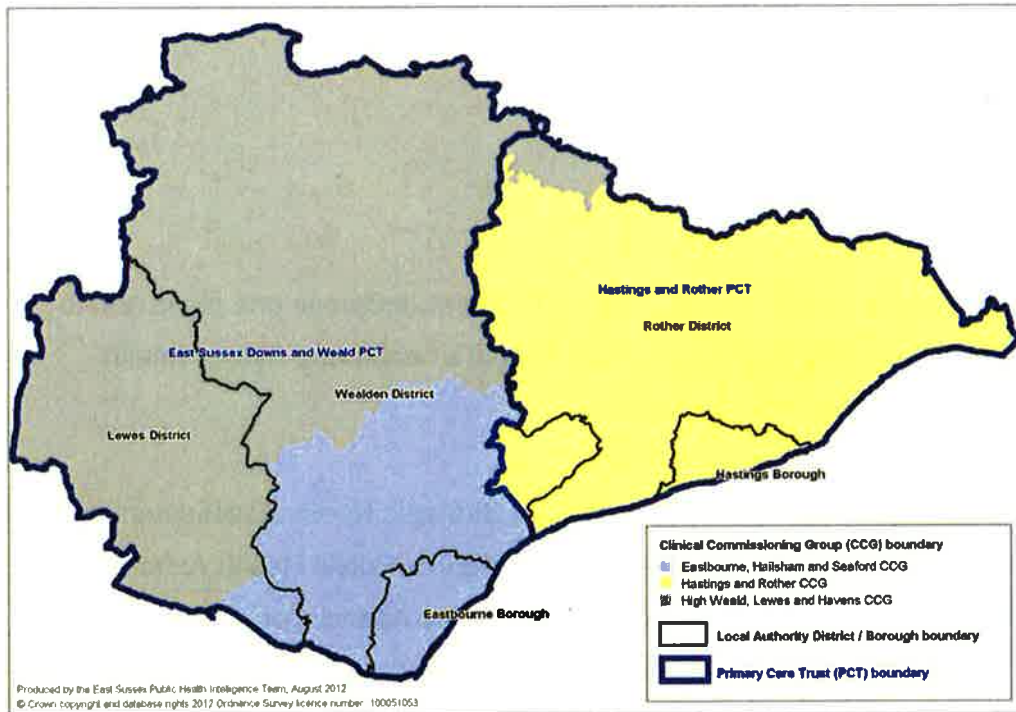 Hastings and Rother PCT
Rother District
East Sussex Downs and Weald PCT
Wealden District
Lewes District
Hastings Borough
Eastbourne Borough
Clinical Commissioning Group (CCG) boundary
Eastbourne, Hailsham and Seaford CCG
Hastings and Rother CCG
High Weald, Lewes and Havens CCG
Local Authority District / Borough boundary
Primary Care Trust (PCT) boundary
Produced by the East Sussex Public Health Intelligence Team, August 2012
© Crown copyright and database rights 2012 Ordnance Survey licence number 100051053